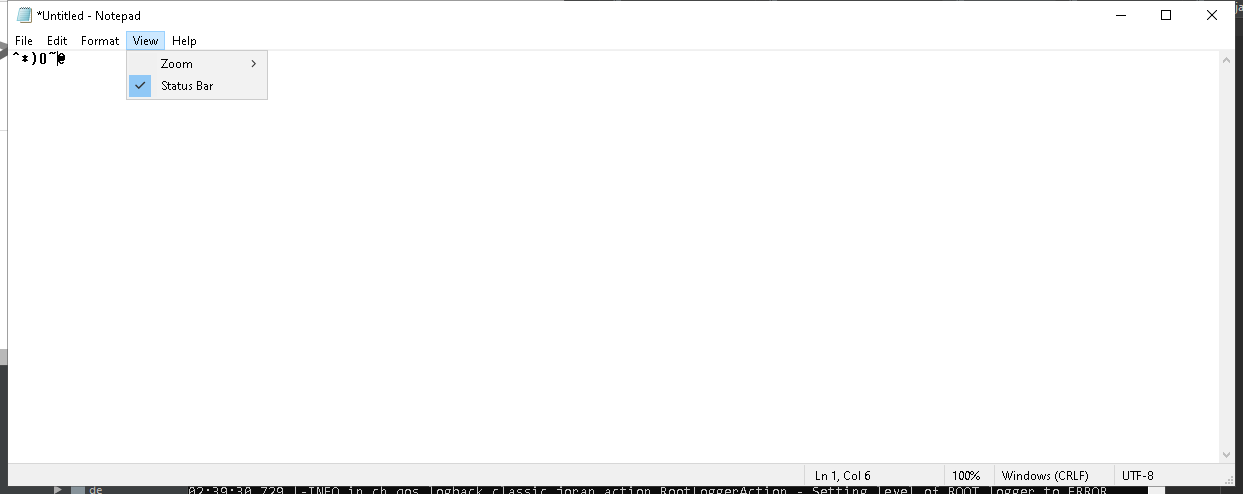 *Untitled - Notepad
File Edit Format View Help
^*)0~@
Zoom
Status Bar
Ln 1, Col 6 100% Windows (CRLF) UTF-8
de 02:39:30,729 |-INFO in ch.qos.logback.classic.joran.action.RootLoggerAction - Setting level of ROOT logger to ERROR